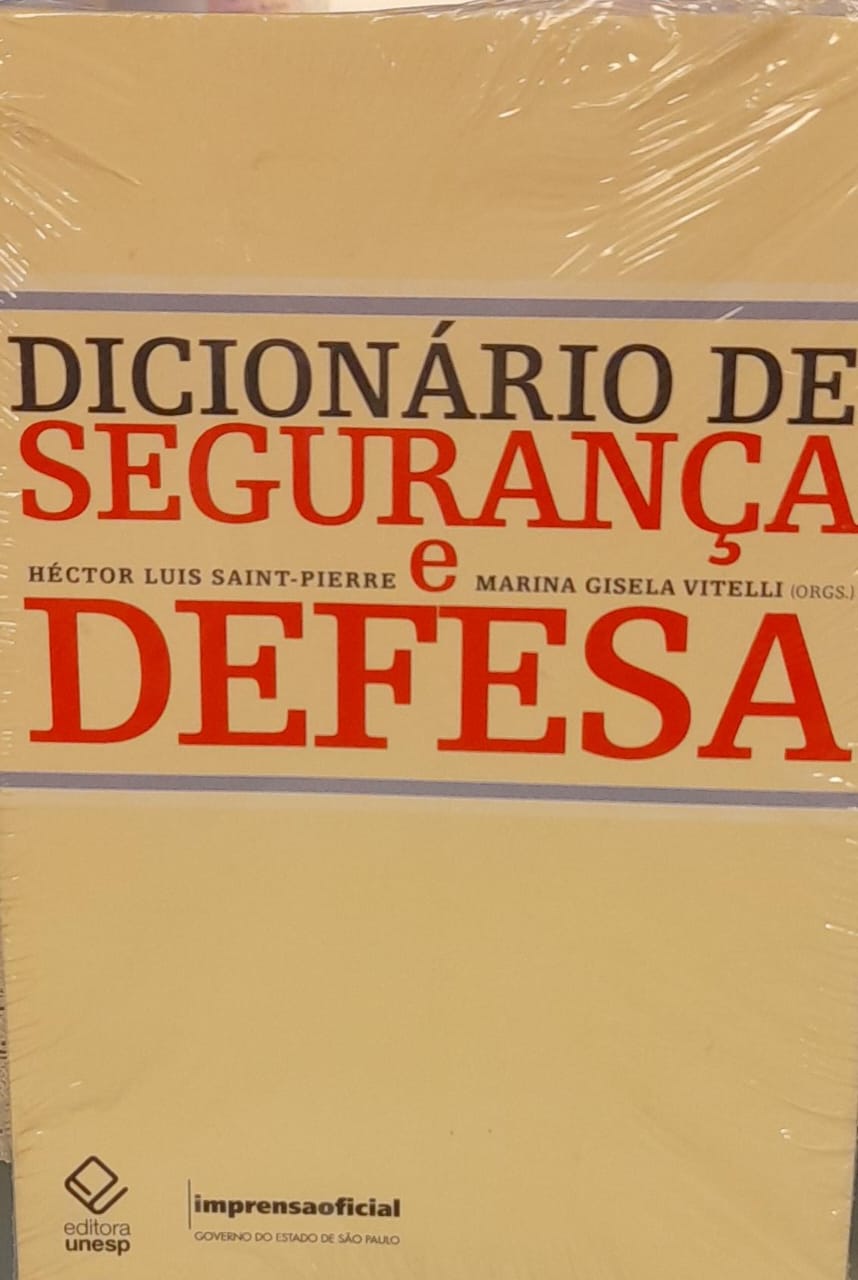 DICIONÁRIO DE
SEGURANÇA
e
HÉCTOR LUIS SAINT-PIERRE MARINA GISELA VITELLI (ORGS.)
DEFESA
editora
unesp
imprensaoficial
GOVERNO DO ESTADO DE SÃO PAULO